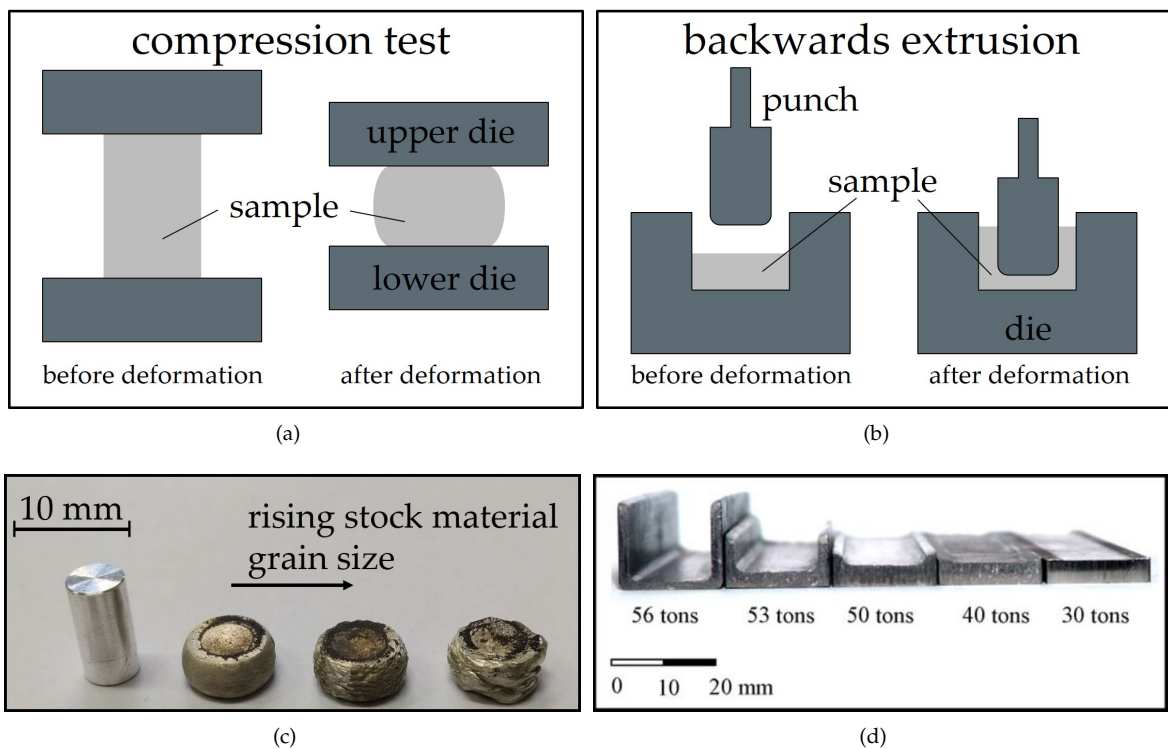 compression test
upper die
sample
lower die
before deformation
after deformation
(a)
backwards extrusion
punch
sample
die
before deformation
after deformation
(b)
10 mm
rising stock material
grain size
(c)
56 tons 53 tons 50 tons 40 tons 30 tons
0 10 20 mm
(d)